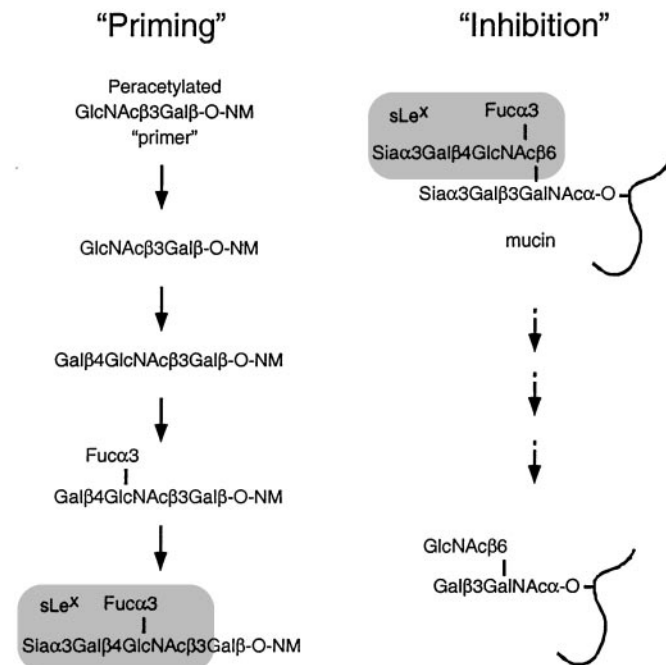 “Priming”
Peracetylated
GlcNAcβ3Galβ-O-NM
“primer”
GlcNAcβ3Galβ-O-NM
Galβ4GlcNAcβ3Galβ-O-NM
Fucα3
Galβ4GlcNAcβ3Galβ-O-NM
sLeˣ Fucα3
Siaα3Galβ4GlcNAcβ3Galβ-O-NM
“Inhibition”
sLeˣ Fucα3
Siaα3Galβ4GlcNAcβ6
Siaα3Galβ3GalNAcα-O
mucin
GlcNAcβ6
Galβ3GalNAcα-O